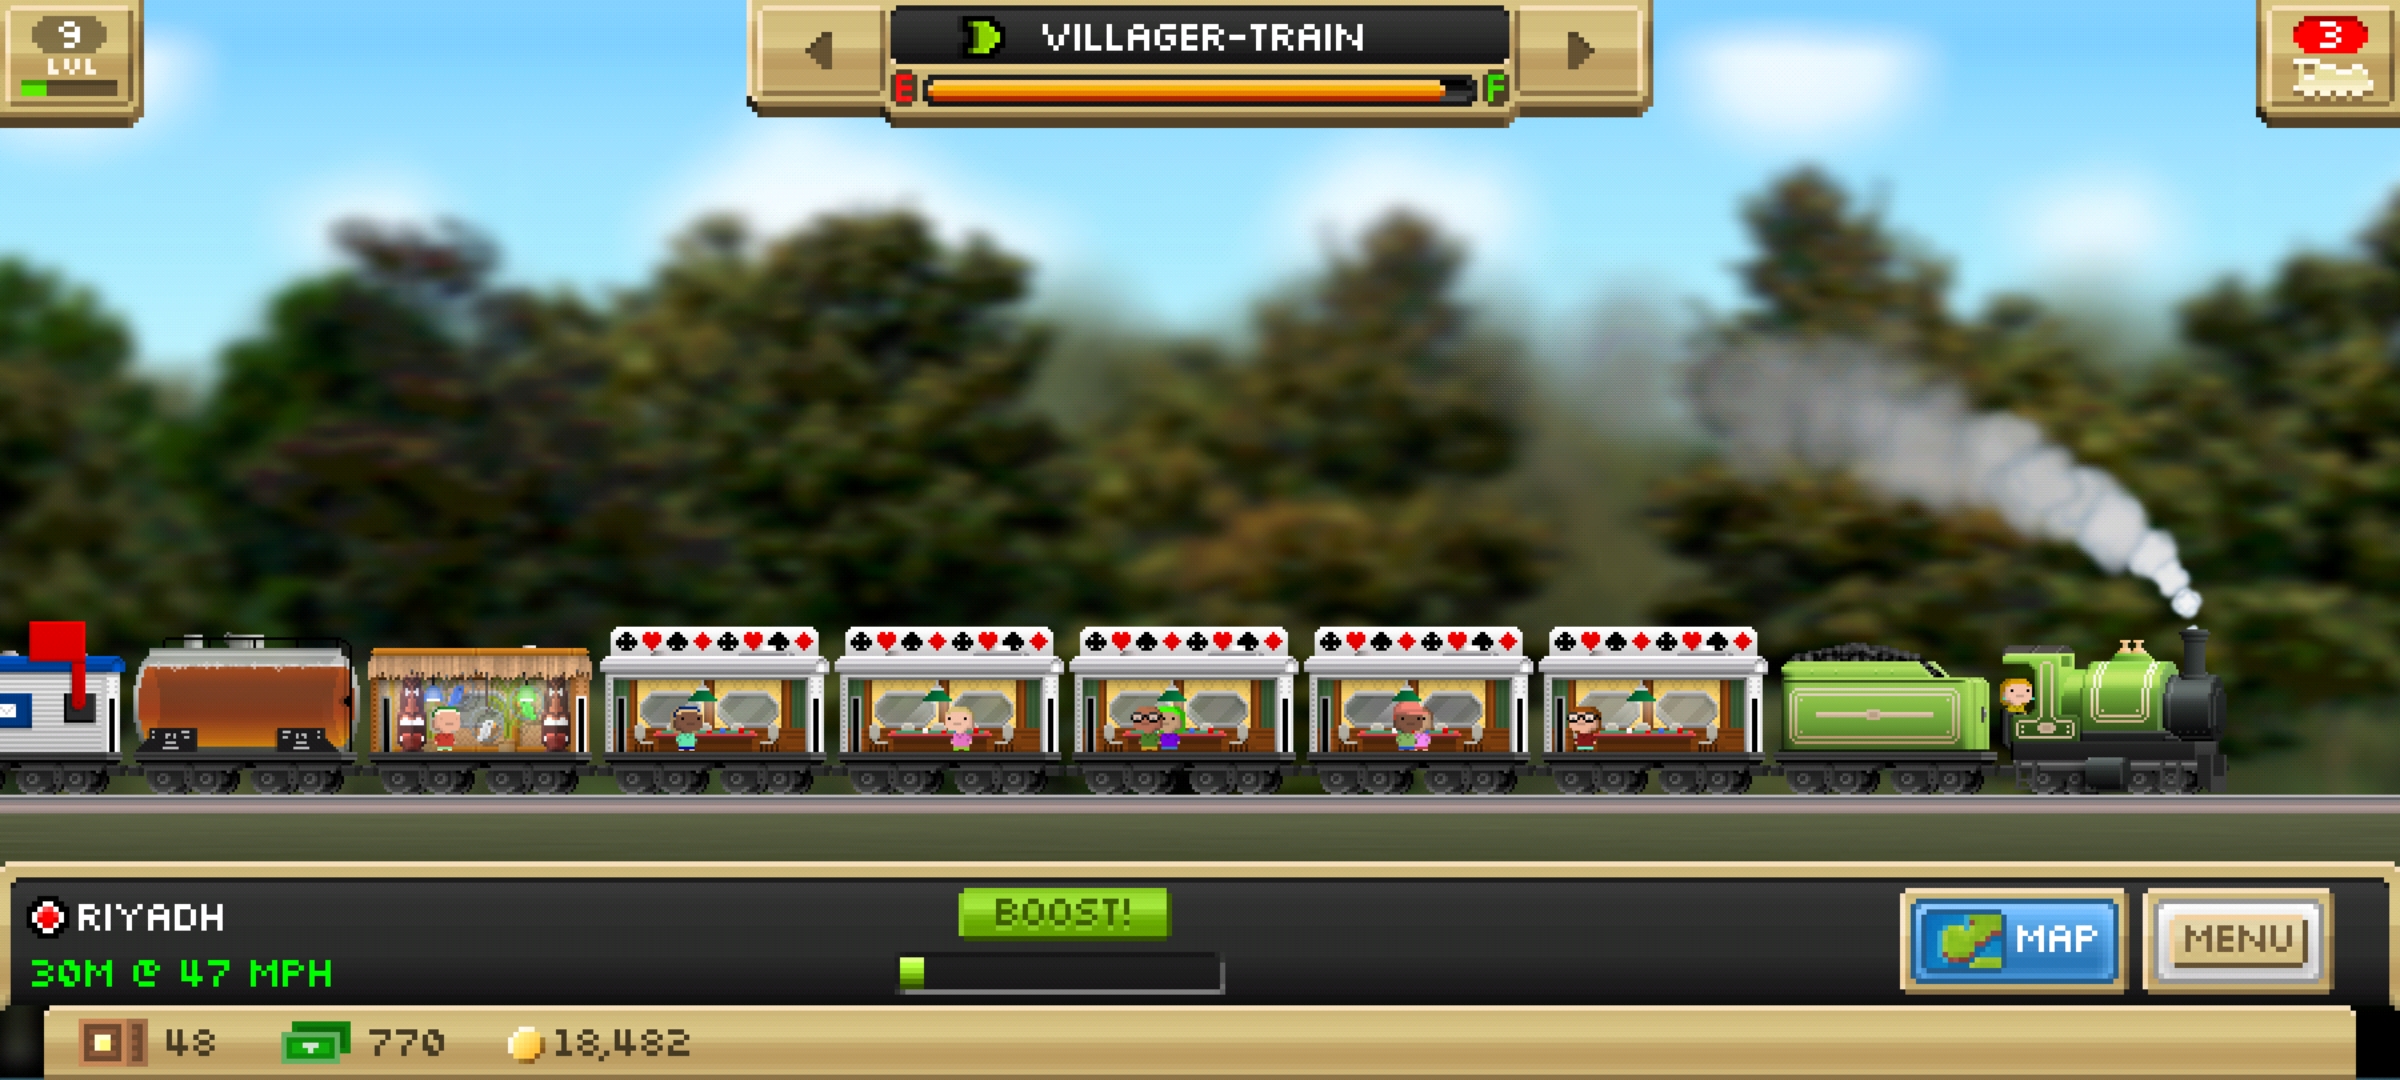 9
LVL
VILLAGER-TRAIN
E F
3
RIYADH
30M @ 47 MPH
BOOST!
MAP
MENU
48 770 18,482